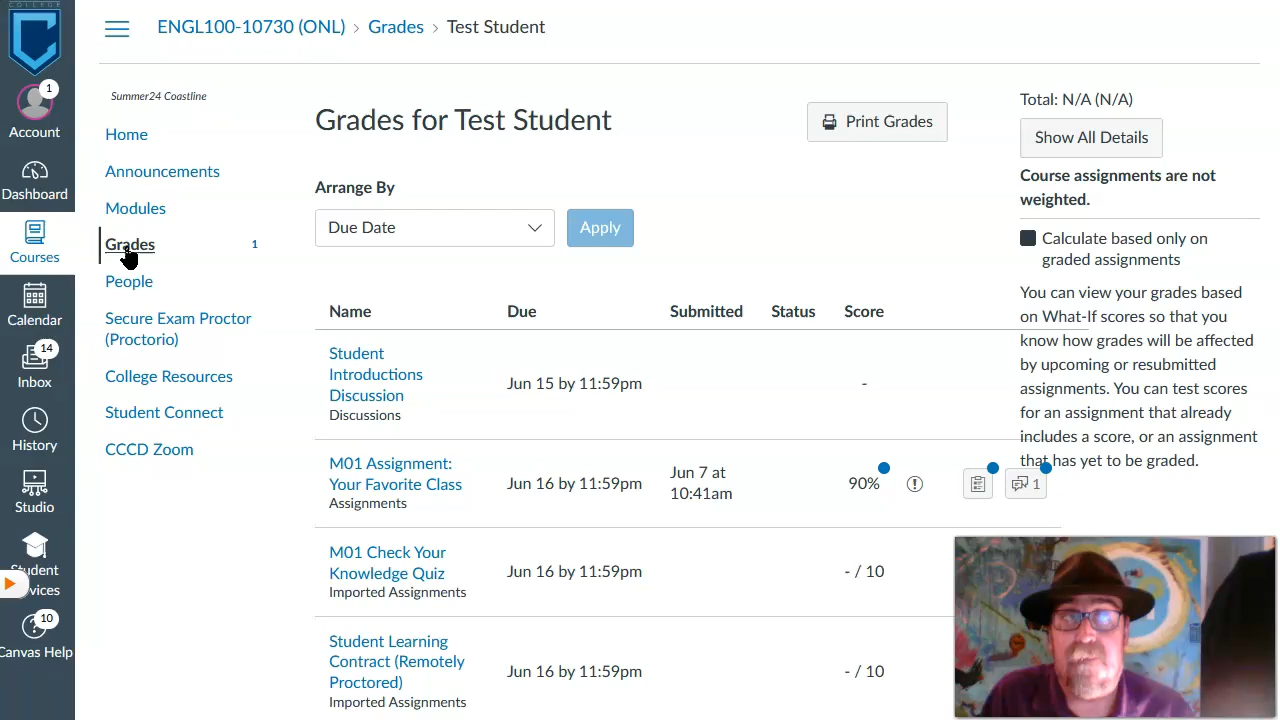 COLLEGE
ENGL100-10730 (ONL) › Grades › Test Student
1
Account
Dashboard
Courses
Calendar
14
Inbox
History
Studio
Student
vices
10
Canvas Help
Summer24 Coastline
Home
Announcements
Modules
Grades 1
People
Secure Exam Proctor
(Proctorio)
College Resources
Student Connect
CCCD Zoom
Grades for Test Student
Print Grades
Arrange By
Due Date
Apply
Name Due Submitted Status Score
Student
Introductions
Discussion
Discussions
Jun 15 by 11:59pm
-
M01 Assignment:
Your Favorite Class
Assignments
Jun 16 by 11:59pm
Jun 7 at
10:41am
90%
1
M01 Check Your
Knowledge Quiz
Imported Assignments
Jun 16 by 11:59pm
- / 10
Student Learning
Contract (Remotely
Proctored)
Imported Assignments
Jun 16 by 11:59pm
- / 10
Total: N/A (N/A)
Show All Details
Course assignments are not
weighted.
Calculate based only on
graded assignments
You can view your grades based
on What-If scores so that you
know how grades will be affected
by upcoming or resubmitted
assignments. You can test scores
for an assignment that already
includes a score, or an assignment
that has yet to be graded.